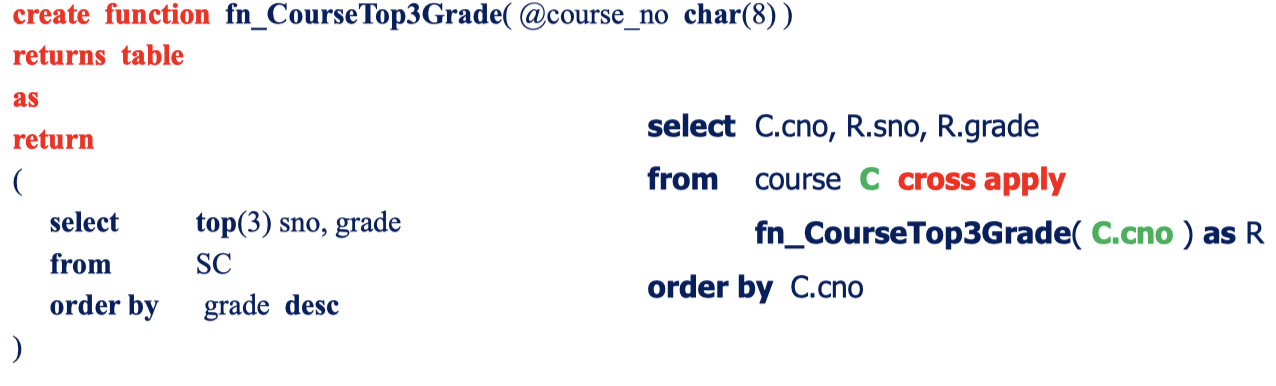 create function fn_CourseTop3Grade( @course_no char(8) )
returns table
as
return
(
select top(3) sno, grade
from SC
order by grade desc
)
select C.cno, R.sno, R.grade
from course C cross apply
fn_CourseTop3Grade( C.cno ) as R
order by C.cno